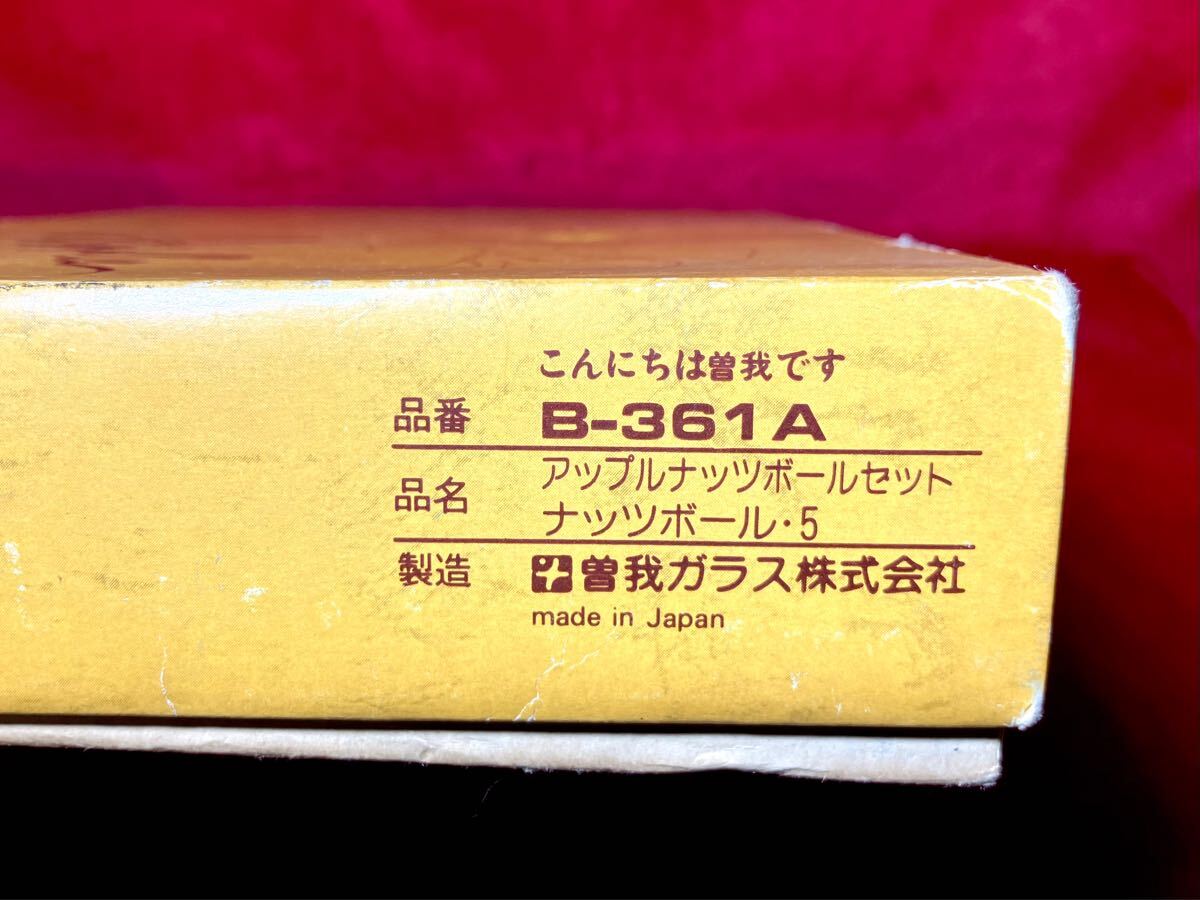 こんにちは曽我です
品番 B-361A
品名 アップルナッツボールセット
ナッツボール・5
製造 曽我ガラス株式会社
made in Japan